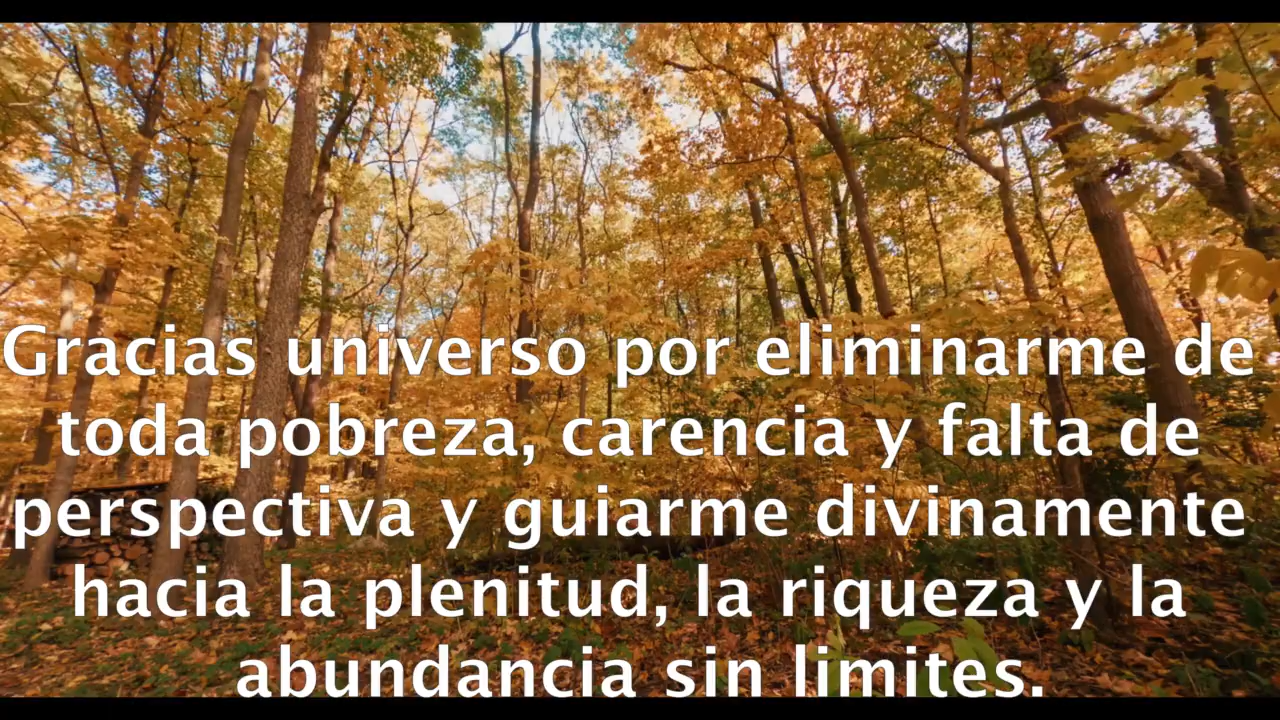 Gracias universo por eliminarme de
toda pobreza, carencia y falta de
perspectiva y guiarme divinamente
hacia la plenitud, la riqueza y la
abundancia sin limites.